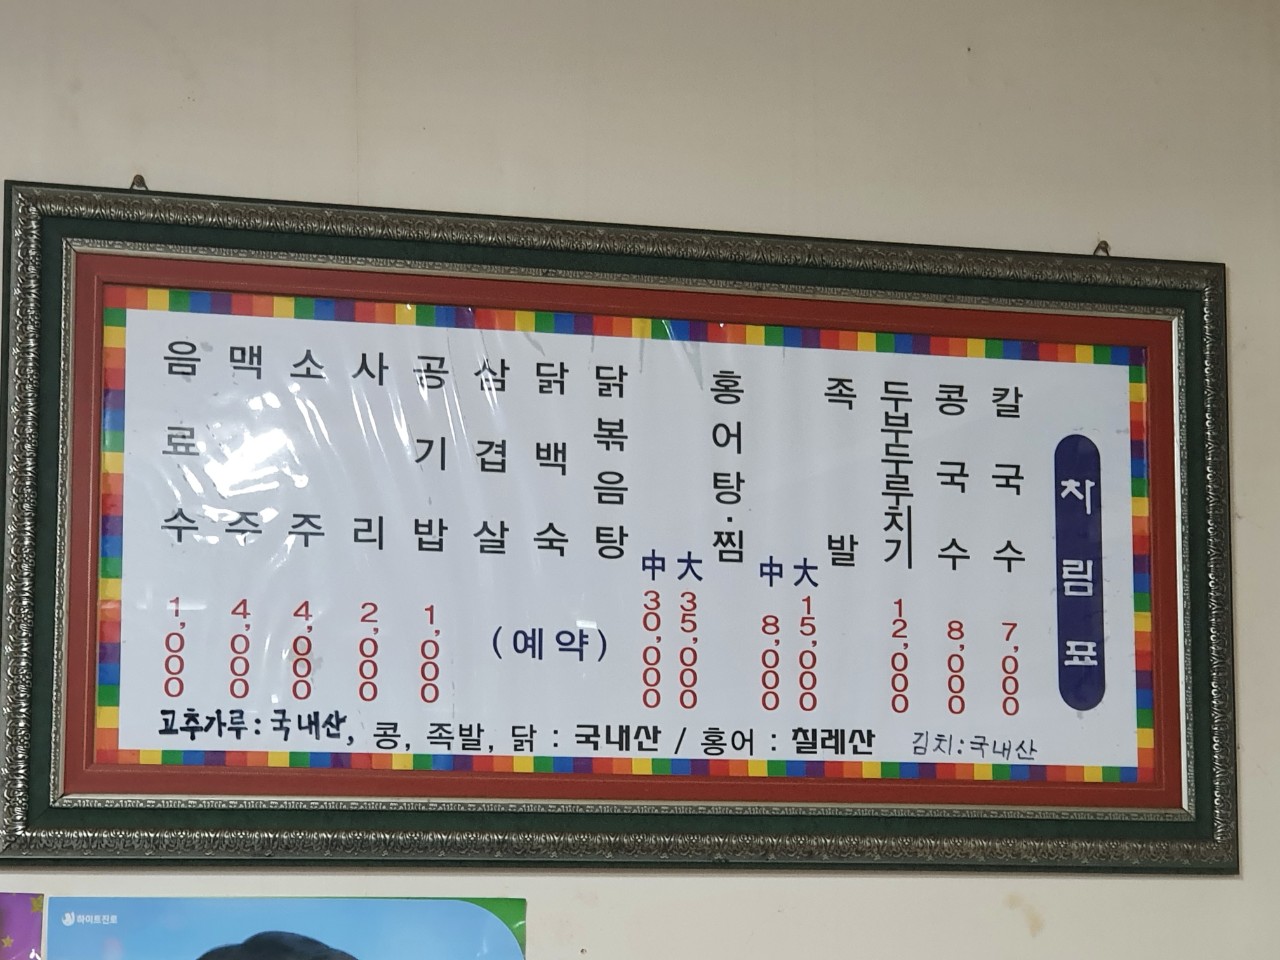 차림표
칼국수 7,000
콩국수 8,000
두부두루치기 12,000
족발 大 15,000 中 8,000
홍어탕·찜 大 35,000 中 30,000
닭볶음탕
닭백숙
삼겹살
(예약)
공기밥 1,000
사리 2,000
소주 4,000
맥주 4,000
음료수 1,000
고추가루: 국내산, 콩, 족발, 닭 : 국내산 / 홍어 : 칠레산 김치:국내산
하이트진로